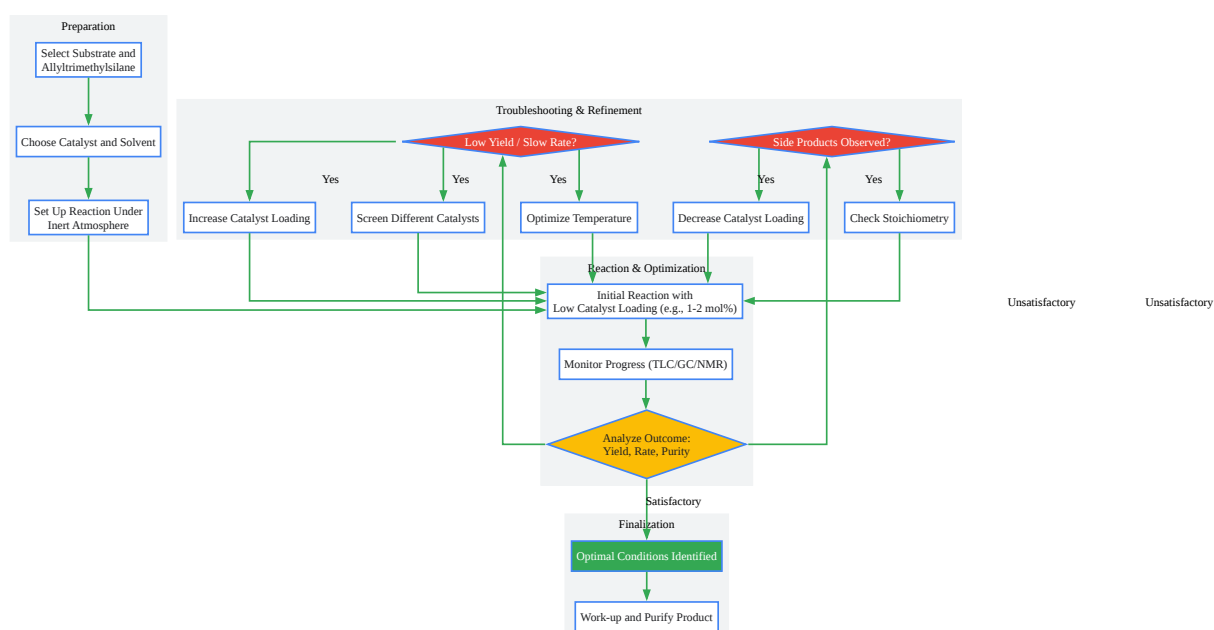 Preparation
Select Substrate and
Allyltrimethylsilane
Choose Catalyst and Solvent
Set Up Reaction Under
Inert Atmosphere
Troubleshooting & Refinement
Low Yield / Slow Rate?
Side Products Observed?
Yes
Yes
Yes
Yes
Yes
Increase Catalyst Loading
Screen Different Catalysts
Optimize Temperature
Decrease Catalyst Loading
Check Stoichiometry
Reaction & Optimization
Initial Reaction with
Low Catalyst Loading (e.g., 1-2 mol%)
Unsatisfactory
Unsatisfactory
Monitor Progress (TLC/GC/NMR)
Analyze Outcome:
Yield, Rate, Purity
Satisfactory
Finalization
Optimal Conditions Identified
Work-up and Purify Product